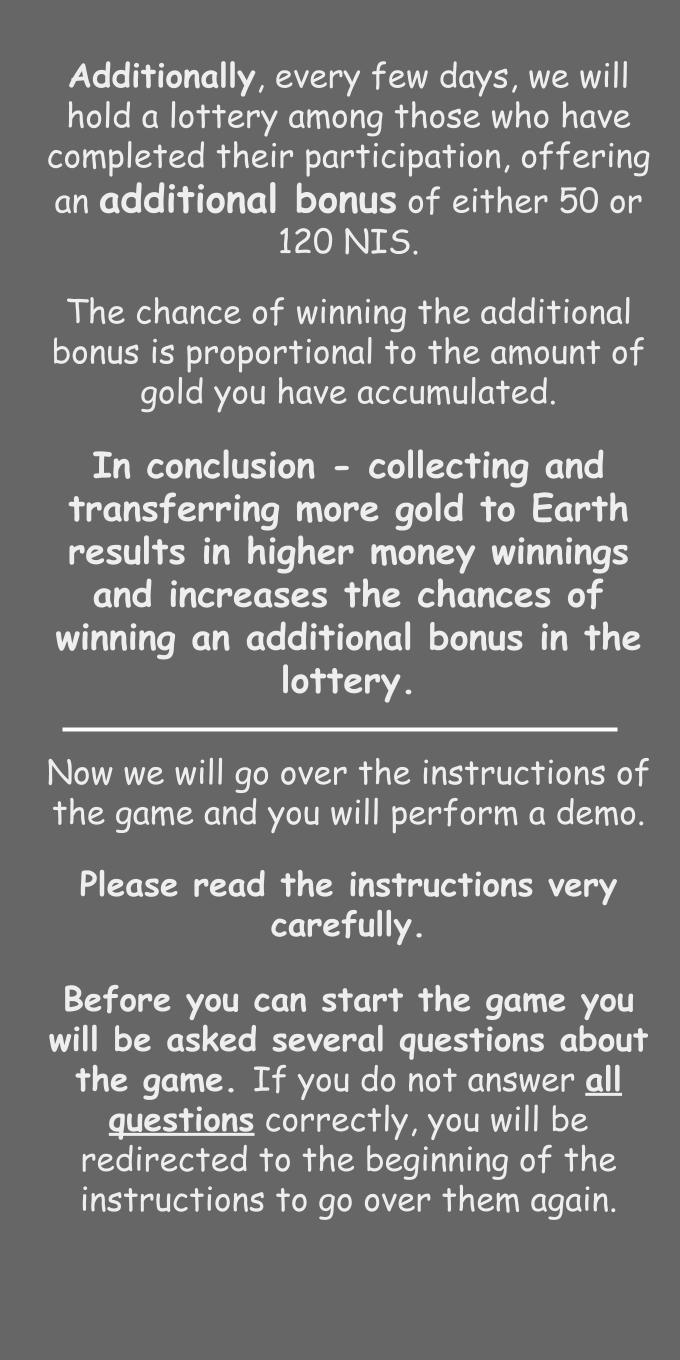 Additionally, every few days, we will
hold a lottery among those who have
completed their participation, offering
an additional bonus of either 50 or
120 NIS.
The chance of winning the additional
bonus is proportional to the amount of
gold you have accumulated.
In conclusion - collecting and
transferring more gold to Earth
results in higher money winnings
and increases the chances of
winning an additional bonus in the
lottery.
Now we will go over the instructions of
the game and you will perform a demo.
Please read the instructions very
carefully.
Before you can start the game you
will be asked several questions about
the game. If you do not answer all
questions correctly, you will be
redirected to the beginning of the
instructions to go over them again.